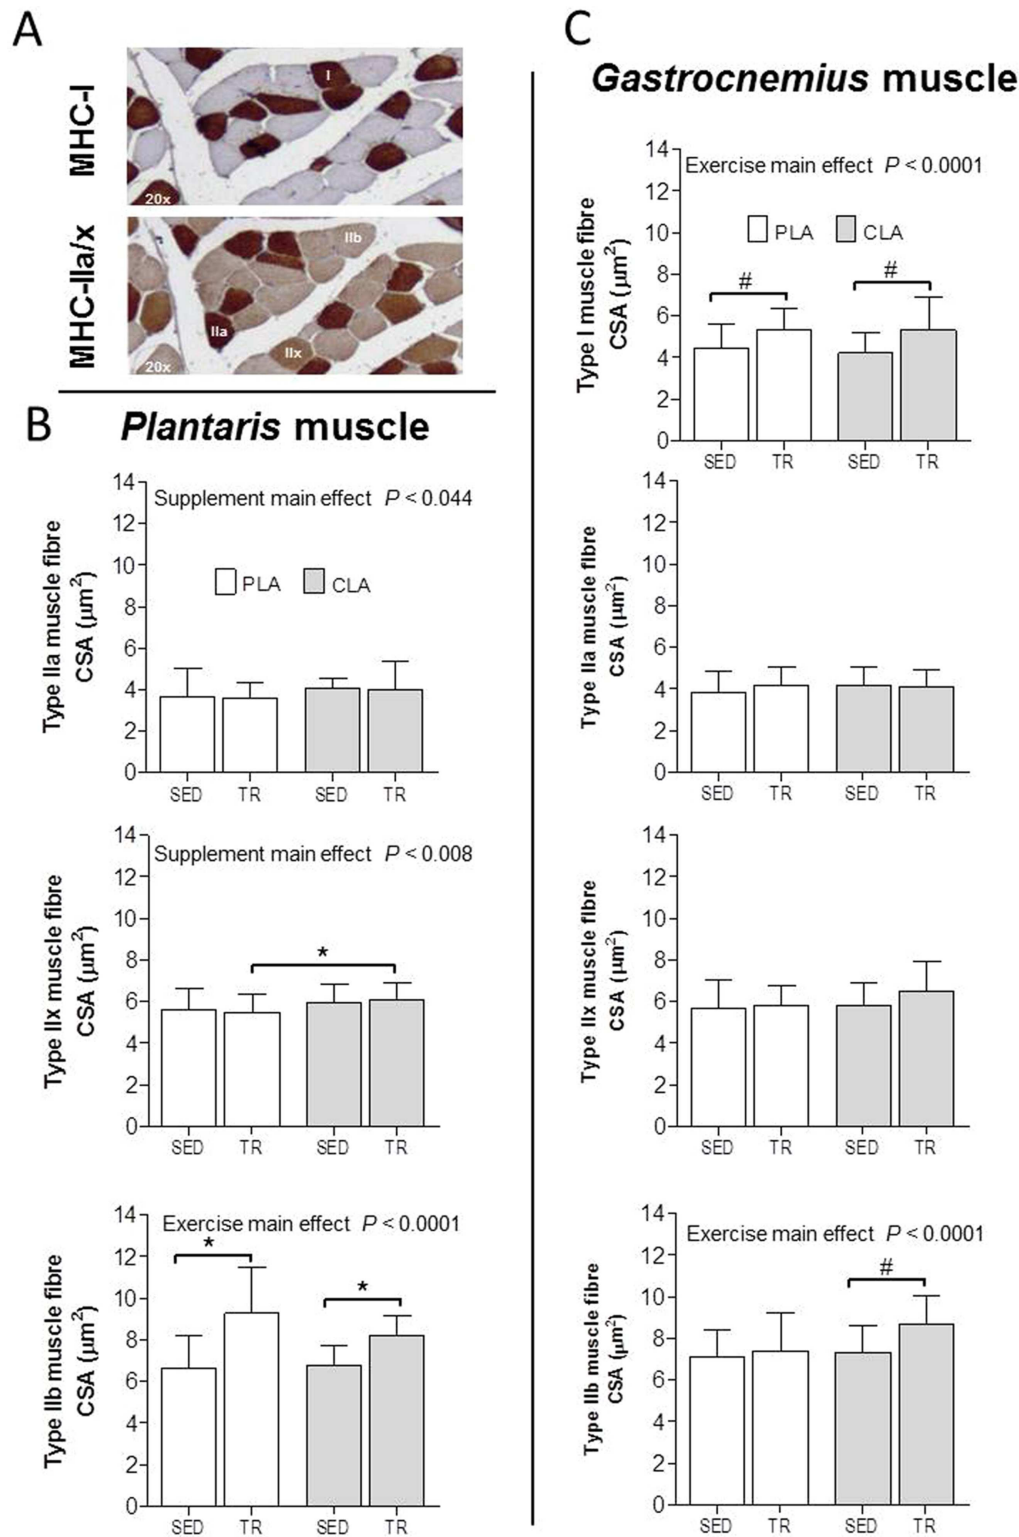 A
MHC-I
I
20x
MHC-IIa/x
IIb
IIa
IIx
20x
B
Plantaris muscle
Type IIa muscle fibre
CSA (μm²)
14
12
10
8
6
4
2
0
Supplement main effect P < 0.044
PLA CLA
SED TR SED TR
Type IIx muscle fibre
CSA (μm²)
14
12
10
8
6
4
2
0
Supplement main effect P < 0.008
*
SED TR SED TR
Type IIb muscle fibre
CSA (μm²)
14
12
10
8
6
4
2
0
Exercise main effect P < 0.0001
*
*
SED TR SED TR
C
Gastrocnemius muscle
Type I muscle fibre
CSA (μm²)
14
12
10
8
6
4
2
0
Exercise main effect P < 0.0001
PLA CLA
# #
SED TR SED TR
Type IIa muscle fibre
CSA (μm²)
14
12
10
8
6
4
2
0
SED TR SED TR
Type IIx muscle fibre
CSA (μm²)
14
12
10
8
6
4
2
0
SED TR SED TR
Type IIb muscle fibre
CSA (μm²)
14
12
10
8
6
4
2
0
Exercise main effect P < 0.0001
#
SED TR SED TR